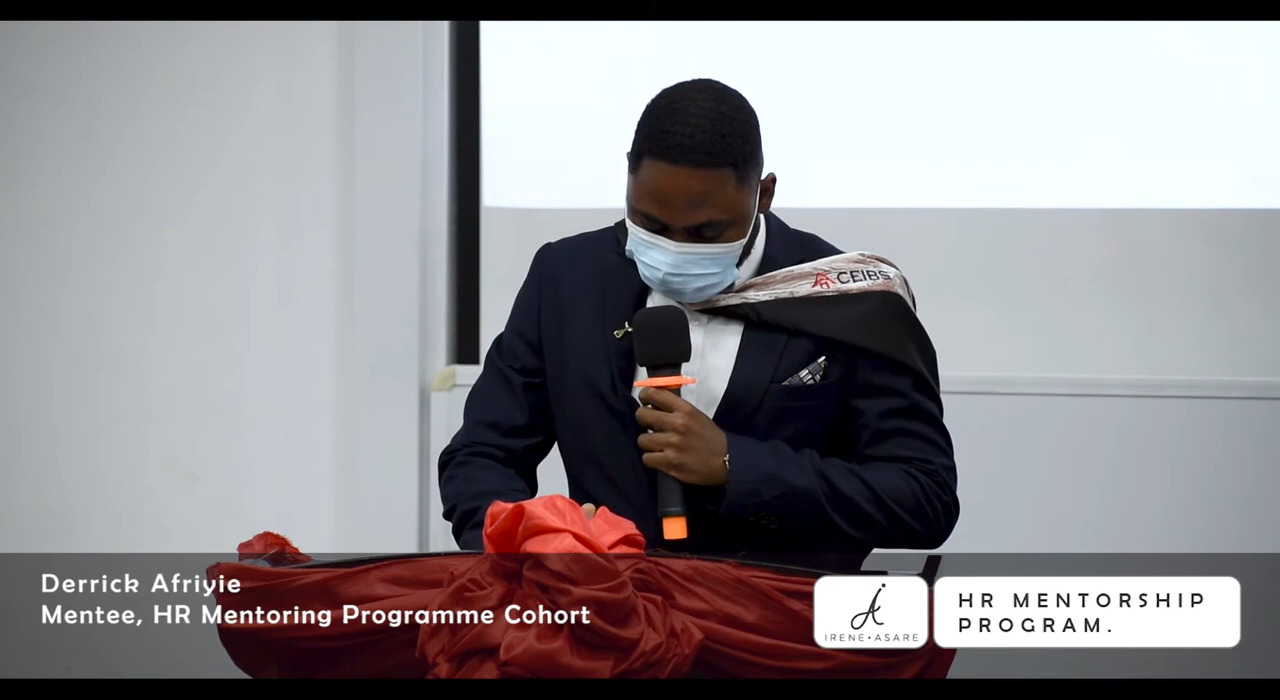 CEIBS
Derrick Afriyie
Mentee, HR Mentoring Programme Cohort
IRENE•ASARE
HR MENTORSHIP
PROGRAM.